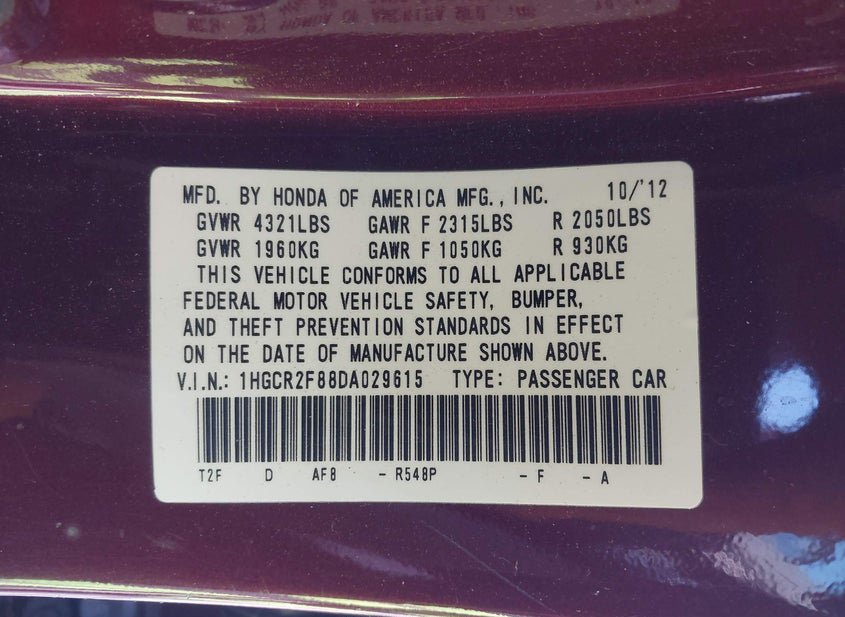 MFD. BY HONDA OF AMERICA MFG., INC. 10/'12
GVWR 4321LBS GAWR F 2315LBS R 2050LBS
GVWR 1960KG GAWR F 1050KG R 930KG
THIS VEHICLE CONFORMS TO ALL APPLICABLE
FEDERAL MOTOR VEHICLE SAFETY, BUMPER,
AND THEFT PREVENTION STANDARDS IN EFFECT
ON THE DATE OF MANUFACTURE SHOWN ABOVE.
V.I.N.: 1HGCR2F88DA029615 TYPE: PASSENGER CAR
T2F D AF8 - R548P - F - A